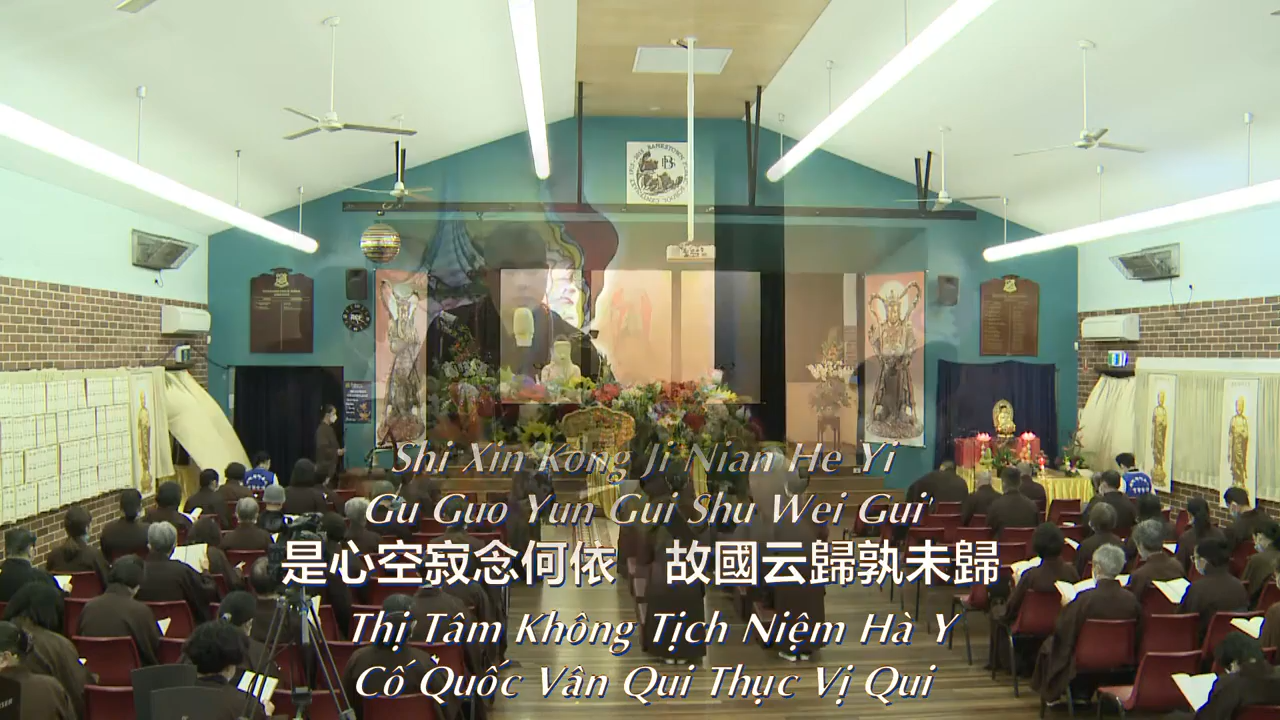 Shi Xin Kong Ji Nian He Yi
Gu Guo Yun Gui Shu Wei Gui
是心空寂念何依 故國云歸孰未歸
Thị Tâm Không Tịch Niệm Hà Y
Cố Quốc Vân Qui Thục Vị Qui